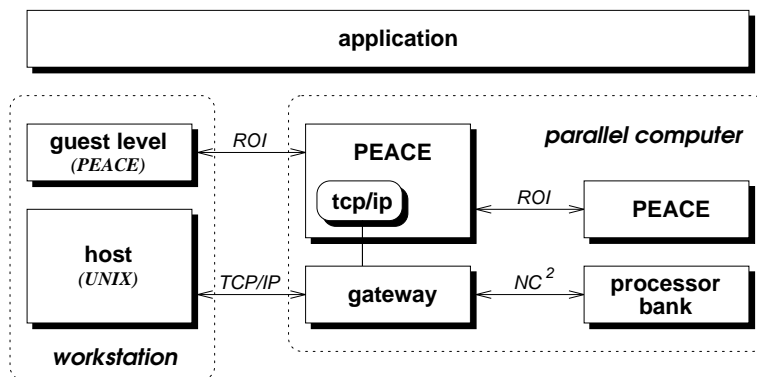 application
guest level
(PEACE)
ROI
PEACE
parallel computer
tcp/ip
ROI
PEACE
host
(UNIX)
TCP/IP
gateway
NC²
processor
bank
workstation